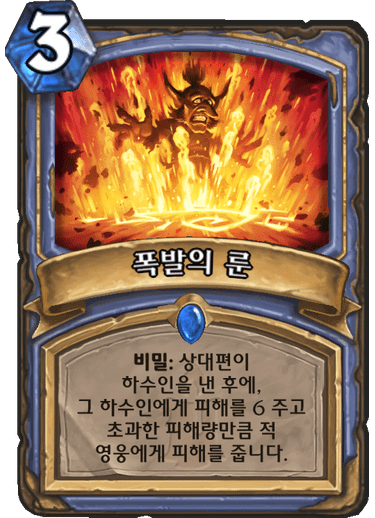 3
폭발의 룬
비밀: 상대편이
하수인을 낸 후에,
그 하수인에게 피해를 6 주고
초과한 피해량만큼 적
영웅에게 피해를 줍니다.